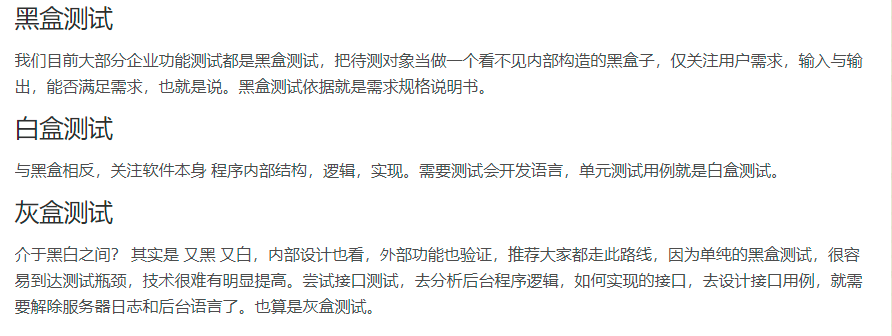 黑盒测试
我们目前大部分企业功能测试都是黑盒测试，把待测对象当做一个看不见内部构造的黑盒子，仅关注用户需求，输入与输
出，能否满足需求，也就是说。黑盒测试依据就是需求规格说明书。
白盒测试
与黑盒相反，关注软件本身 程序内部结构，逻辑，实现。需要测试会开发语言，单元测试用例就是白盒测试。
灰盒测试
介于黑白之间？ 其实是 又黑 又白，内部设计也看，外部功能也验证，推荐大家都走此路线，因为单纯的黑盒测试，很容
易到达测试瓶颈，技术很难有明显提高。尝试接口测试，去分析后台程序逻辑，如何实现的接口，去设计接口用例，就需
要解除服务器日志和后台语言了。也算是灰盒测试。